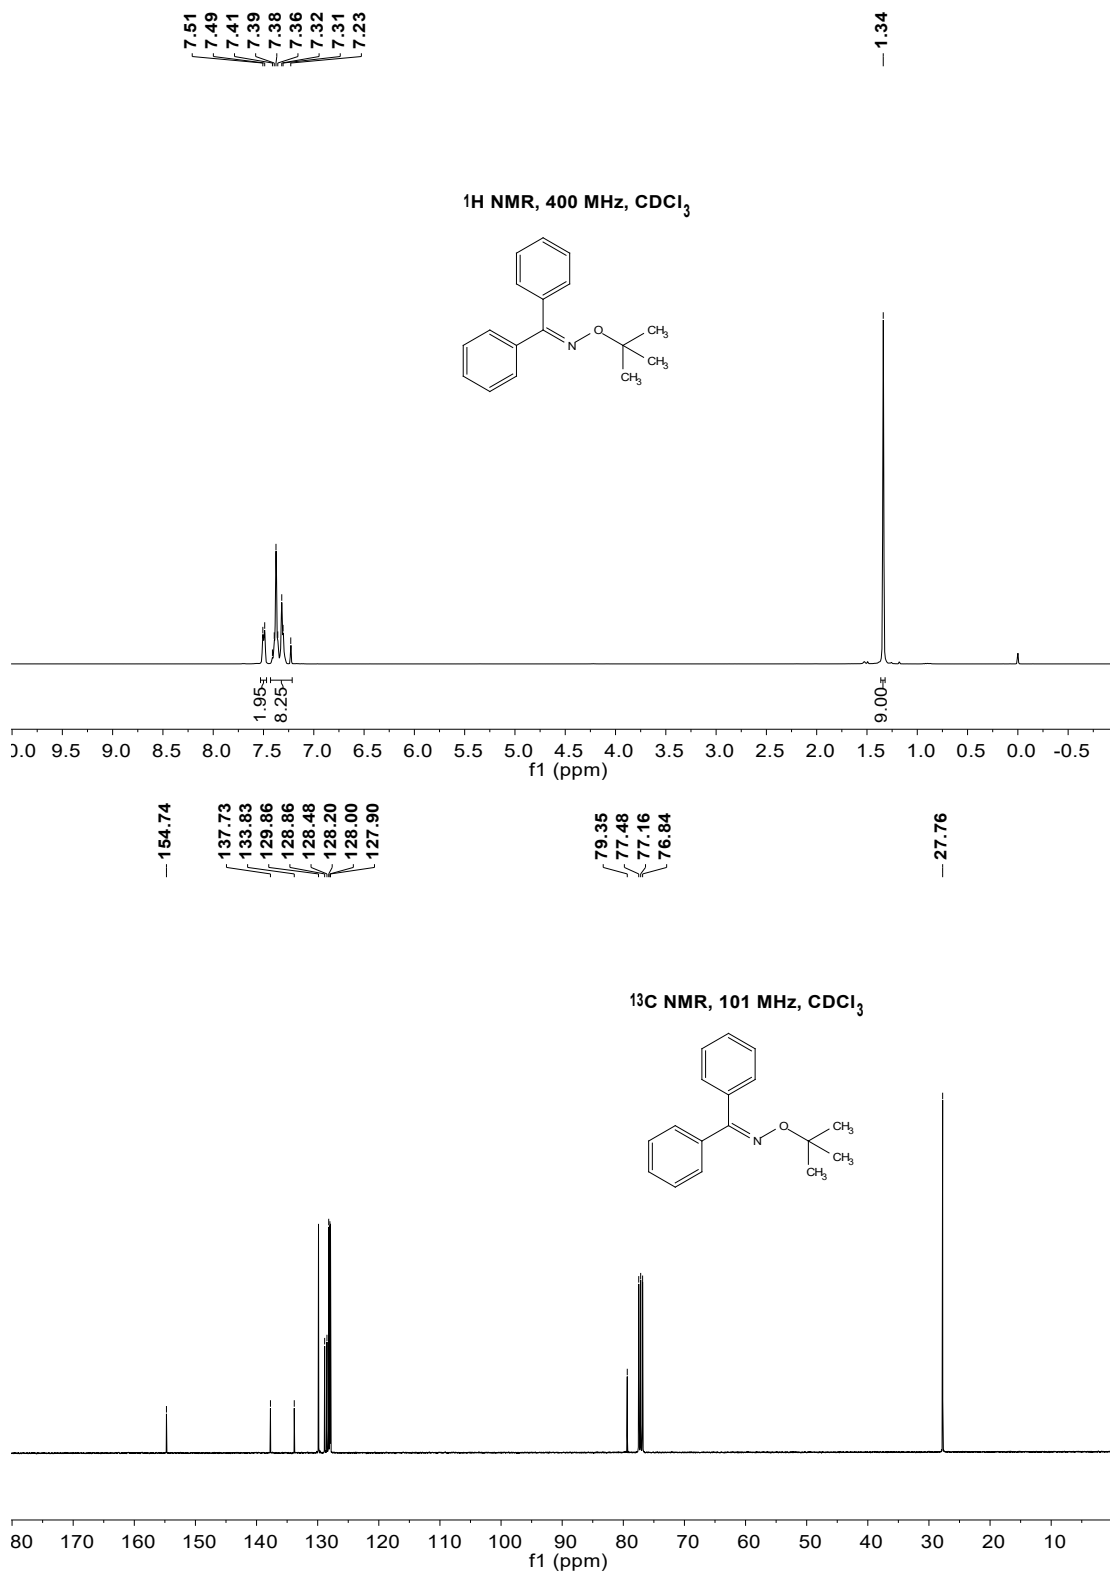 7.51
7.49
7.41
7.39
7.38
7.36
7.32
7.31
7.23
1.34
1H NMR, 400 MHz, CDCl3
N
O
CH3
CH3
CH3
1.95
8.25
9.00
0.0 9.5 9.0 8.5 8.0 7.5 7.0 6.5 6.0 5.5 5.0 4.5 4.0 3.5 3.0 2.5 2.0 1.5 1.0 0.5 0.0 -0.5
f1 (ppm)
154.74
137.73
133.83
129.86
128.86
128.48
128.20
128.00
127.90
79.35
77.48
77.16
76.84
27.76
13C NMR, 101 MHz, CDCl3
N
O
CH3
CH3
CH3
80 170 160 150 140 130 120 110 100 90 80 70 60 50 40 30 20 10
f1 (ppm)